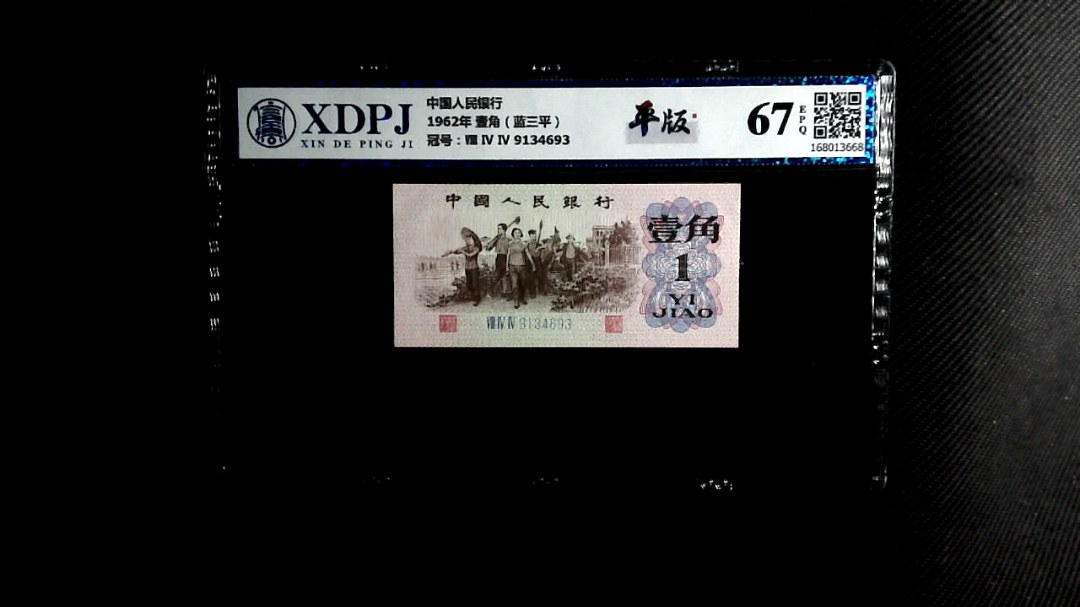 XDPJ
XIN DE PING JI
中国人民银行
1962年 壹角（蓝三平）
冠号：Ⅷ Ⅳ Ⅳ 9134693
平版
67
EPQ
168013668
中國人民銀行
壹角
1
YI
JIAO
Ⅷ Ⅳ Ⅳ 9134693